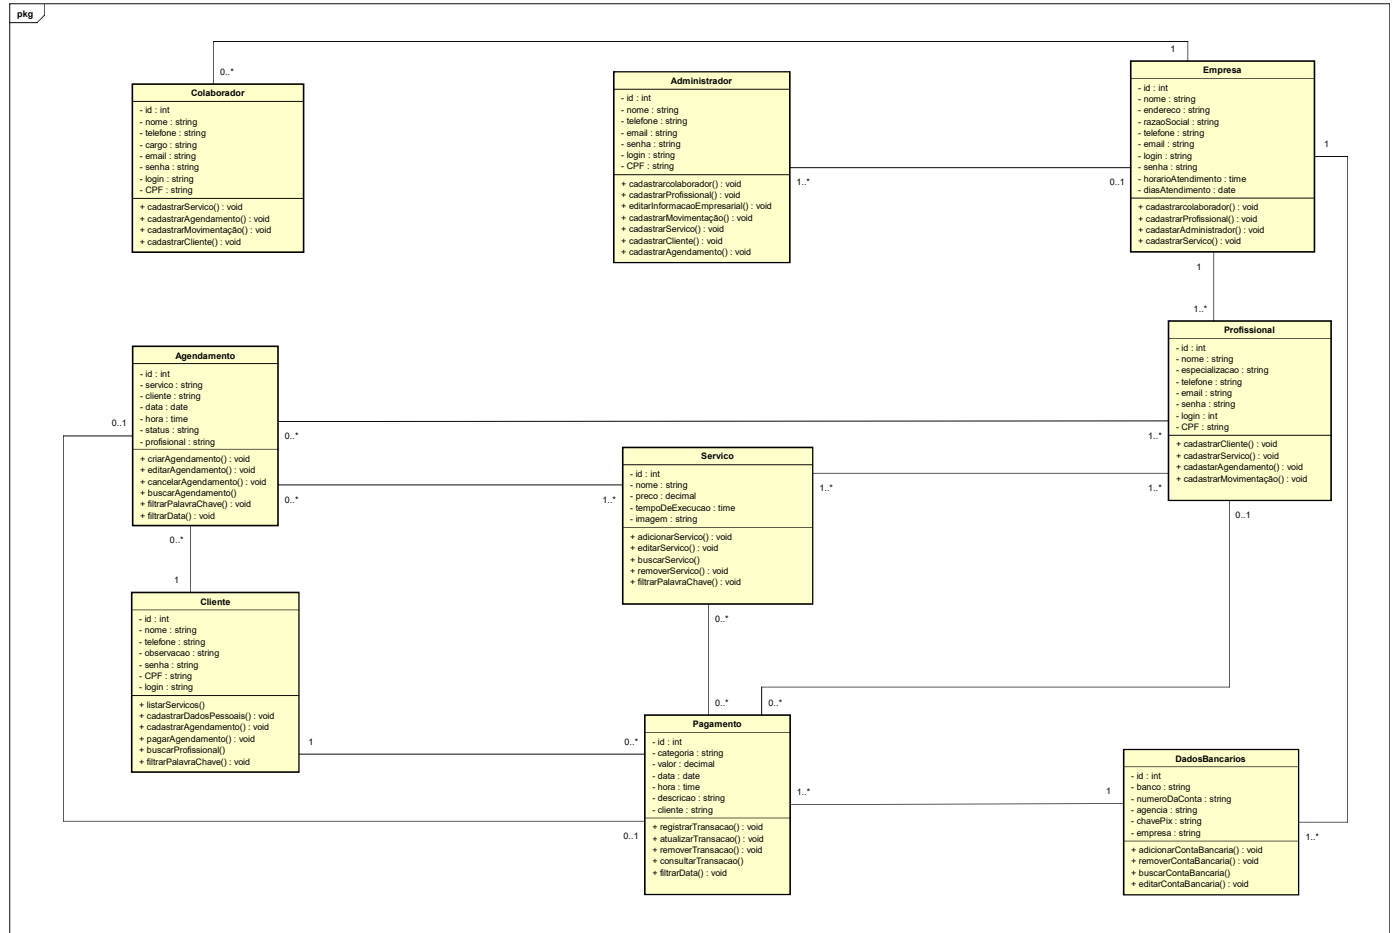 pkg
1
0..*
Colaborador
- id : int
- nome : string
- telefone : string
- cargo : string
- email : string
- senha : string
- login : string
- CPF : string
+ cadastrarServico() : void
+ cadastrarAgendamento() : void
+ cadastrarMovimentação() : void
+ cadastrarCliente() : void
Administrador
- id : int
- nome : string
- telefone : string
- email : string
- senha : string
- login : string
- CPF : string
+ cadastrarcolaborador() : void
+ cadastrarProfissional() : void
+ editarInformacaoEmpresarial() : void
+ cadastrarMovimentação() : void
+ cadastrarServico() : void
+ cadastrarCliente() : void
+ cadastrarAgendamento() : void
1..*
0..1
Empresa
- id : int
- nome : string
- endereco : string
- razaoSocial : string
- telefone : string
- email : string
- login : string
- senha : string
- horarioAtendimento : time
- diasAtendimento : date
+ cadastrarcolaborador() : void
+ cadastrarProfissional() : void
+ cadastarAdministrador() : void
+ cadastrarServico() : void
1
1
1..*
Profissional
- id : int
- nome : string
- especializacao : string
- telefone : string
- email : string
- senha : string
- login : int
- CPF : string
+ cadastrarCliente() : void
+ cadastrarServico() : void
+ cadastarAgendamento() : void
+ cadastrarMovimentação() : void
Agendamento
- id : int
- servico : string
- cliente : string
- data : date
- hora : time
- status : string
- profisional : string
+ criarAgendamento() : void
+ editarAgendamento() : void
+ cancelarAgendamento() : void
+ buscarAgendamento()
+ filtrarPalavraChave() : void
+ filtrarData() : void
0..1
0..*
1..*
0..*
1..*
1..*
1..*
Servico
- id : int
- nome : string
- preco : decimal
- tempoDeExecucao : time
- imagem : string
+ adicionarServico() : void
+ editarServico() : void
+ buscarServico()
+ removerServico() : void
+ filtrarPalavraChave() : void
0..1
0..*
1
Cliente
- id : int
- nome : string
- telefone : string
- observacao : string
- senha : string
- CPF : string
- login : string
+ listarServicos()
+ cadastrarDadosPessoais() : void
+ cadastrarAgendamento() : void
+ pagarAgendamento() : void
+ buscarProfissional()
+ filtrarPalavraChave() : void
0..*
0..*
0..*
1
0..*
Pagamento
- id : int
- categoria : string
- valor : decimal
- data : date
- hora : time
- descricao : string
- cliente : string
+ registrarTransacao() : void
+ atualizarTransacao() : void
+ removerTransacao() : void
+ consultarTransacao()
+ filtrarData() : void
0..1
1..*
1
DadosBancarios
- id : int
- banco : string
- numeroDaConta : string
- agencia : string
- chavePix : string
- empresa : string
+ adicionarContaBancaria() : void
+ removerContaBancaria() : void
+ buscarContaBancaria()
+ editarContaBancaria() : void
1..*